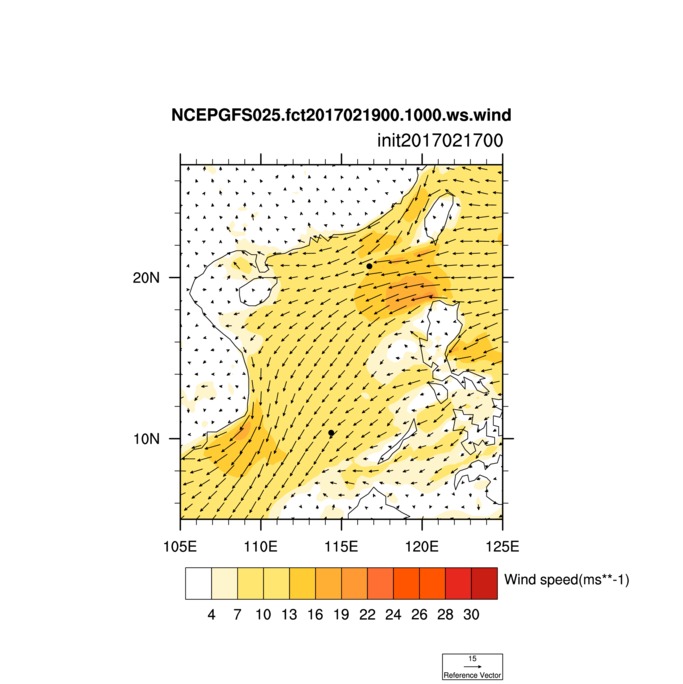 NCEPGFS025.fct2017021900.1000.ws.wind
init2017021700
20N
10N
105E 110E 115E 120E 125E
Wind speed(ms**-1)
4 7 10 13 16 19 22 24 26 28 30
15
Reference Vector